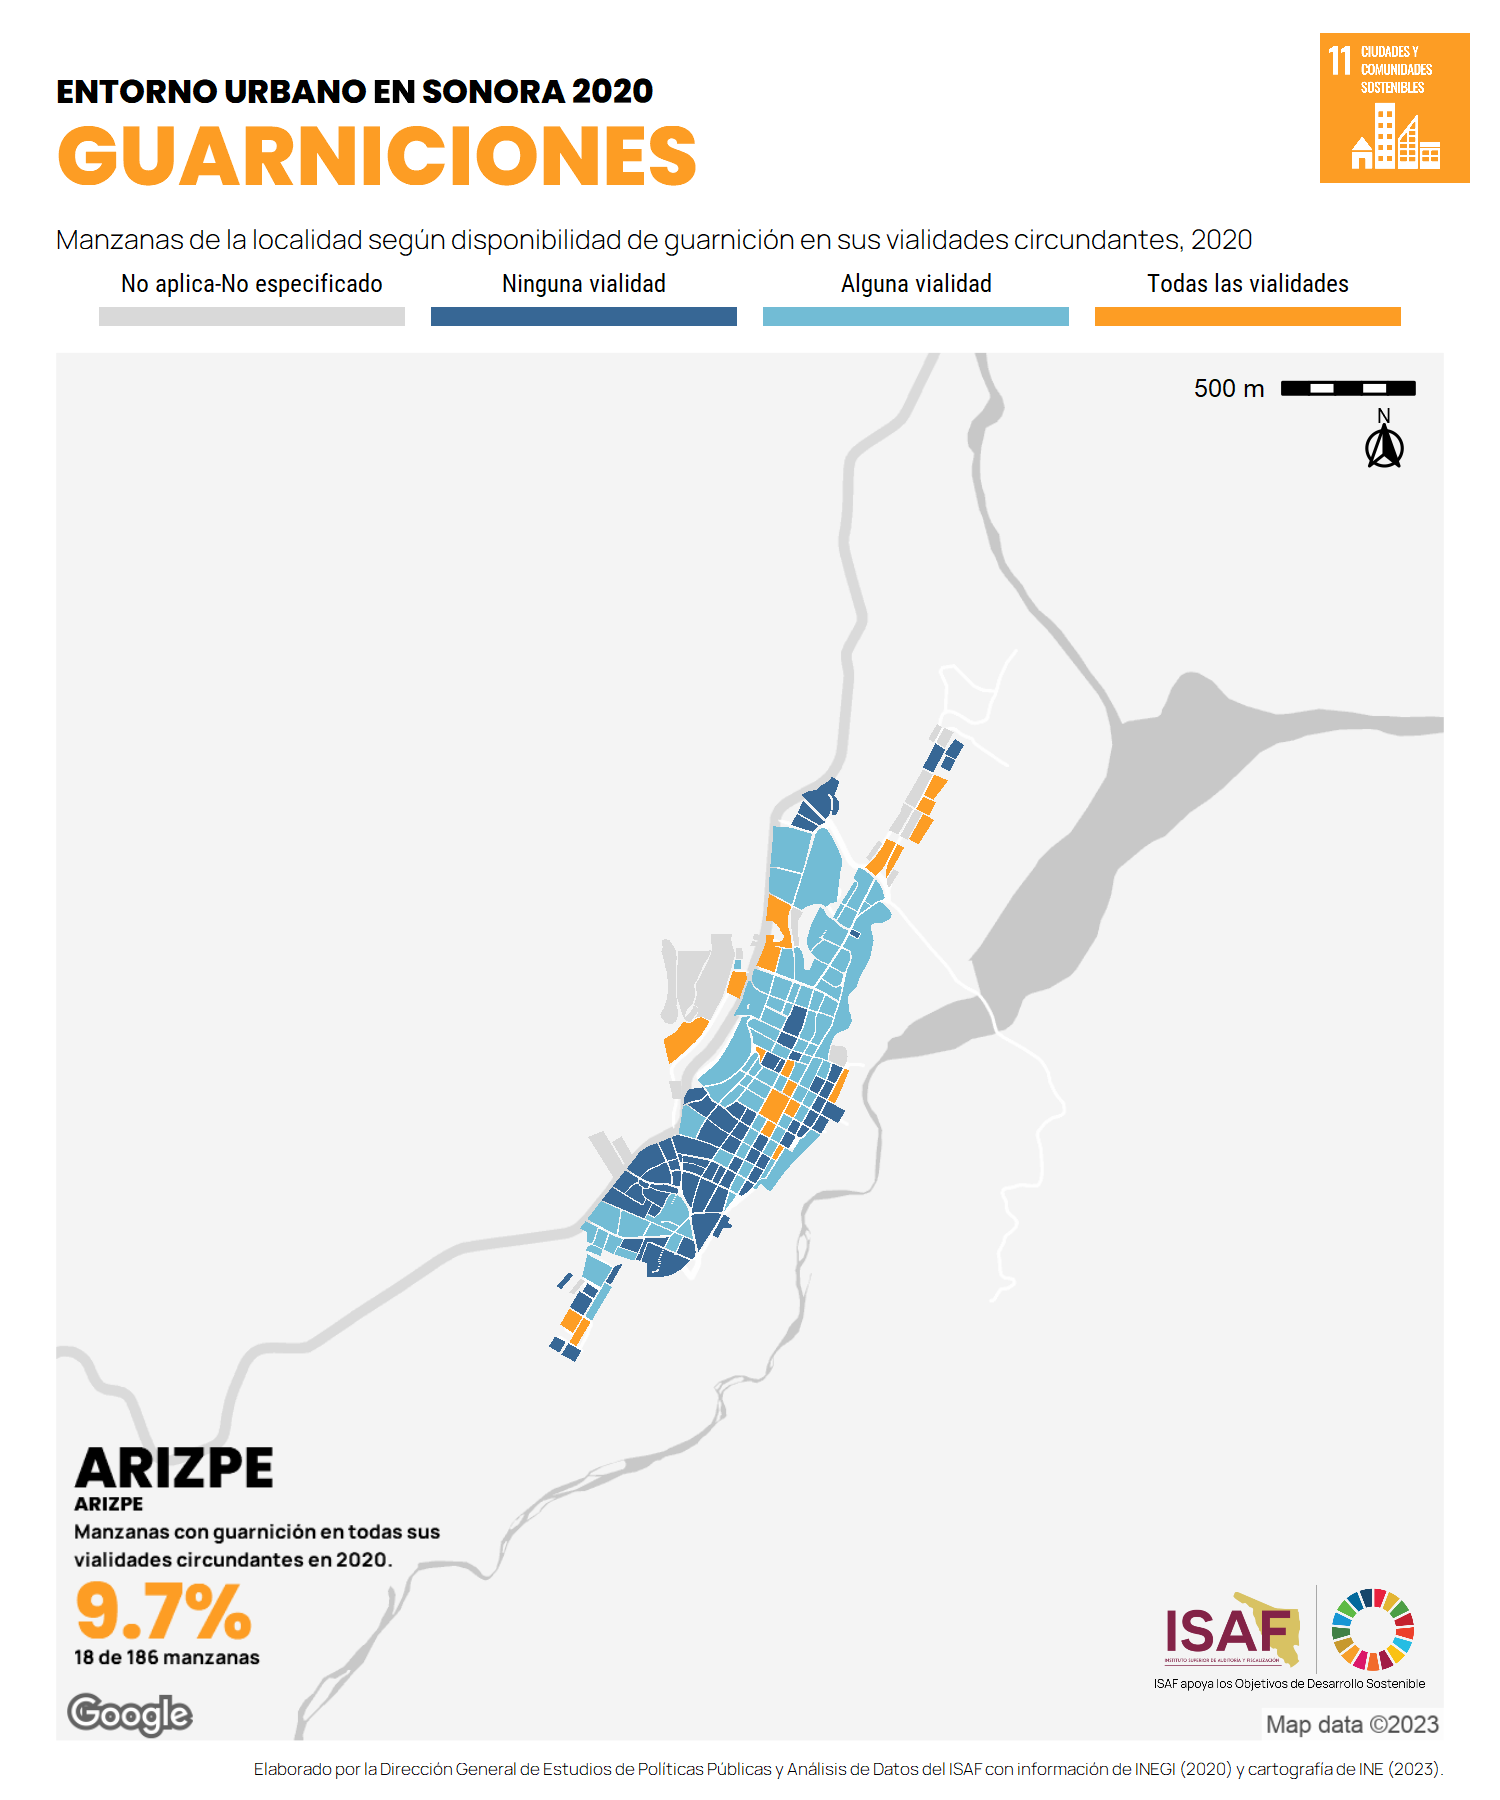 ENTORNO URBANO EN SONORA 2020
GUARNICIONES
11 CIUDADES Y
COMUNIDADES
SOSTENIBLES
Manzanas de la localidad según disponibilidad de guarnición en sus vialidades circundantes, 2020
No aplica-No especificado
Ninguna vialidad
Alguna vialidad
Todas las vialidades
500 m
N
ARIZPE
ARIZPE
Manzanas con guarnición en todas sus
vialidades circundantes en 2020.
9.7%
18 de 186 manzanas
Google
ISAF
INSTITUTO SUPERIOR DE AUDITORÍA Y FISCALIZACIÓN
ISAF apoya los Objetivos de Desarrollo Sostenible
Map data ©2023
Elaborado por la Dirección General de Estudios de Políticas Públicas y Análisis de Datos del ISAF con información de INEGI (2020) y cartografía de INE (2023).